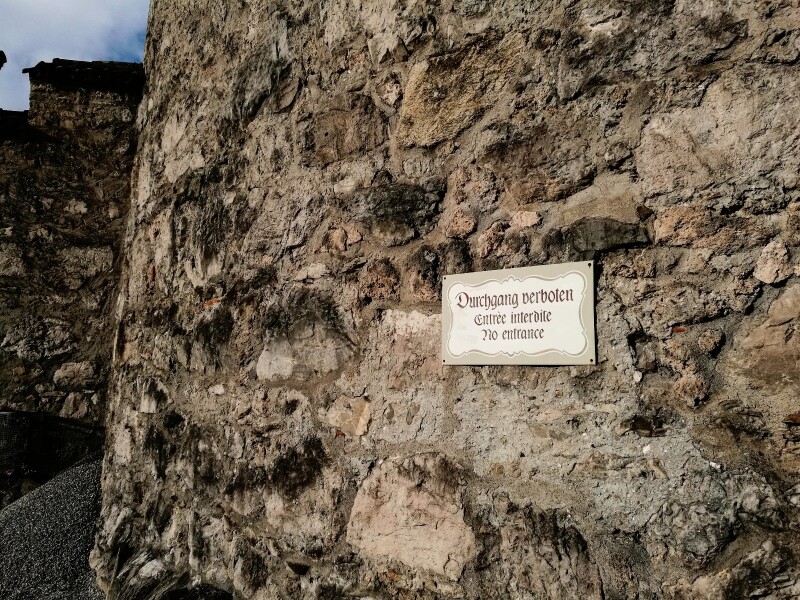 Durchgang verboten
Entrée interdite
No entrance